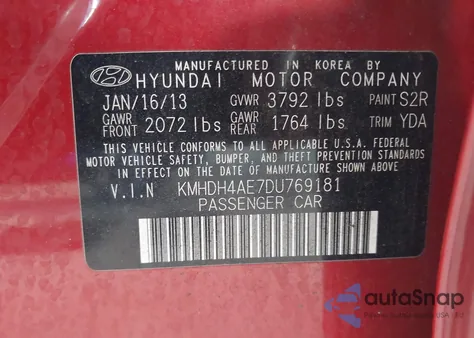 MANUFACTURED IN KOREA BY
HYUNDAI MOTOR COMPANY
JAN/16/13 GVWR 3792 lbs PAINT S2R
GAWR FRONT 2072 lbs GAWR REAR 1764 lbs TRIM YDA
THIS VEHICLE CONFORMS TO ALL APPLICABLE U.S.A. FEDERAL
MOTOR VEHICLE SAFETY, BUMPER, AND THEFT PREVENTION
STANDARDS IN EFFECT ON THE DATE OF MANUFACTURE SHOWN ABOVE.
V.I.N KMHDH4AE7DU769181
PASSENGER CAR
autoSnap